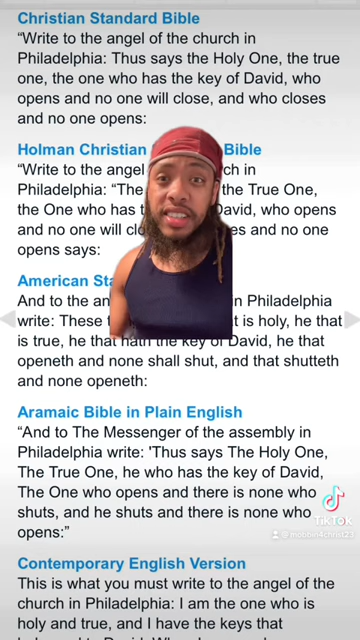 Christian Standard Bible
“Write to the angel of the church in
Philadelphia: Thus says the Holy One, the true
one, the one who has the key of David, who
opens and no one will close, and who closes
and no one opens:
Holman Christian Bible
“Write to the angel ch in
Philadelphia: “The the True One,
the One who has David, who opens
and no one will es and no one
opens says:
American
And to the in Philadelphia
write: These is holy, he that
is true, he that hath the key of David, he that
openeth and none shall shut, and that shutteth
and none openeth:
Aramaic Bible in Plain English
“And to The Messenger of the assembly in
Philadelphia write: 'Thus says The Holy One,
The True One, he who has the key of David,
The One who opens and there is none who
shuts, and he shuts and there is none who
opens:”
TikTok
@mobbin4christ23
Contemporary English Version
This is what you must write to the angel of the
church in Philadelphia: I am the one who is
holy and true, and I have the keys that